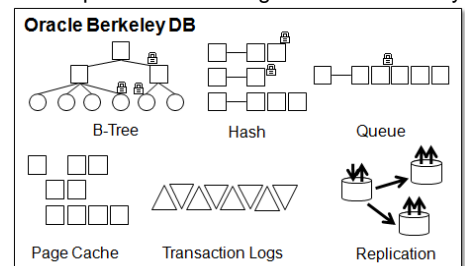 Oracle Berkeley DB
B-Tree
Hash
Queue
Page Cache
Transaction Logs
Replication